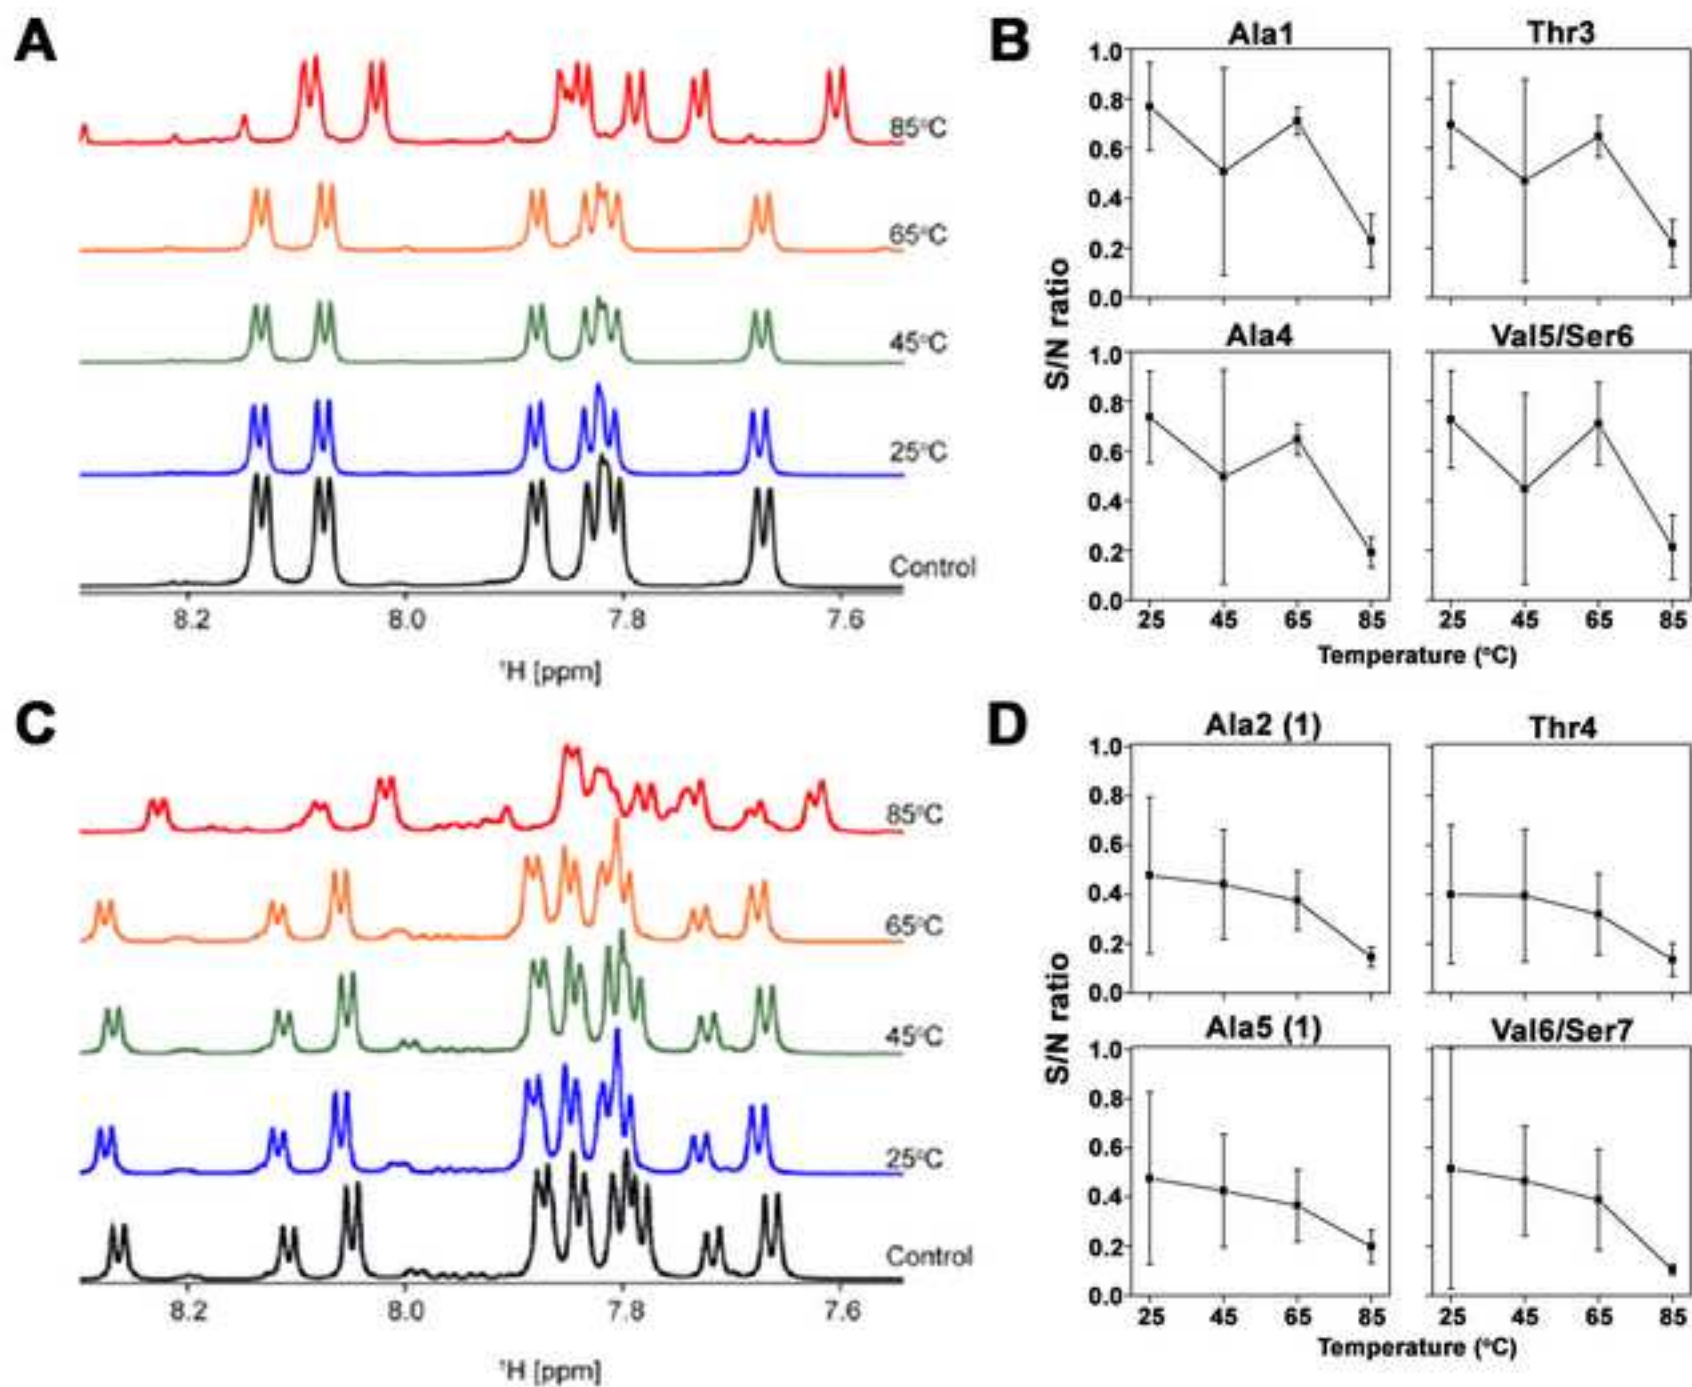 A
85°C
65°C
45°C
25°C
Control
8.2 8.0 7.8 7.6
¹H [ppm]
B
Ala1 Thr3
1.0
0.8
0.6
0.4
0.2
0.0
Ala4 Val5/Ser6
1.0
0.8
0.6
0.4
0.2
0.0
S/N ratio
25 45 65 85 25 45 65 85
Temperature (°C)
C
85°C
65°C
45°C
25°C
Control
8.2 8.0 7.8 7.6
¹H [ppm]
D
Ala2 (1) Thr4
1.0
0.8
0.6
0.4
0.2
0.0
Ala5 (1) Val6/Ser7
1.0
0.8
0.6
0.4
0.2
0.0
S/N ratio
25 45 65 85 25 45 65 85
Temperature (°C)